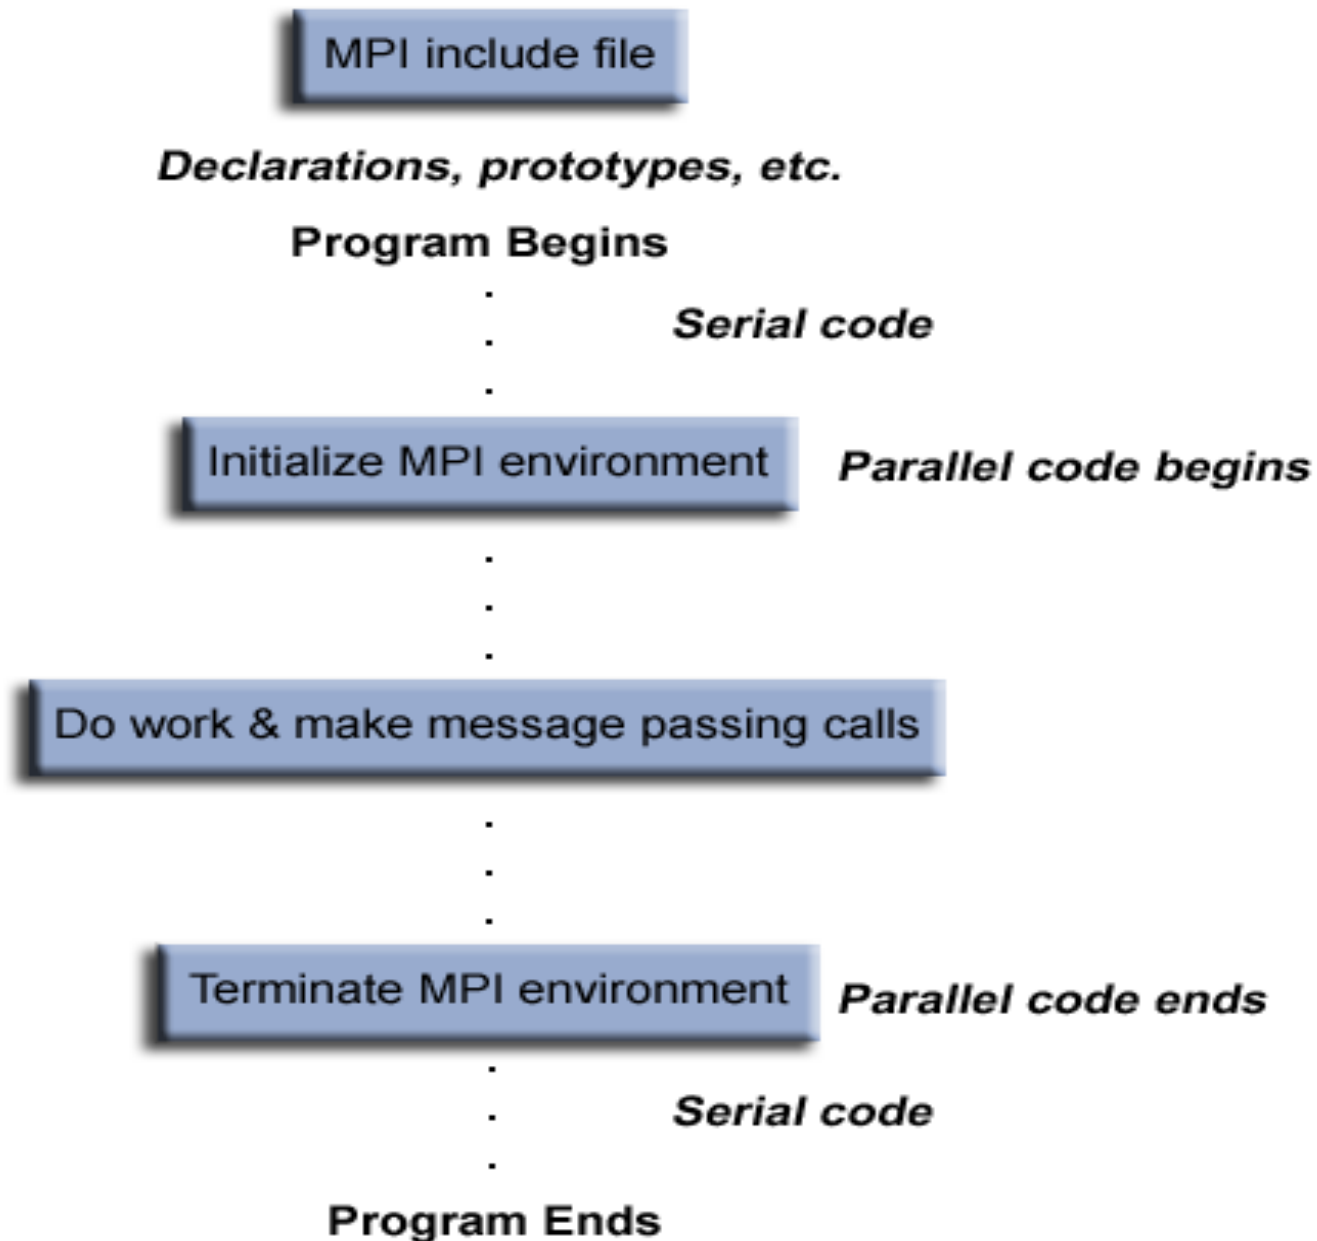 MPI include file
Declarations, prototypes, etc.
Program Begins
.
.
.
Serial code
Initialize MPI environment
Parallel code begins
.
.
.
Do work & make message passing calls
.
.
.
Terminate MPI environment
Parallel code ends
.
.
.
Serial code
Program Ends